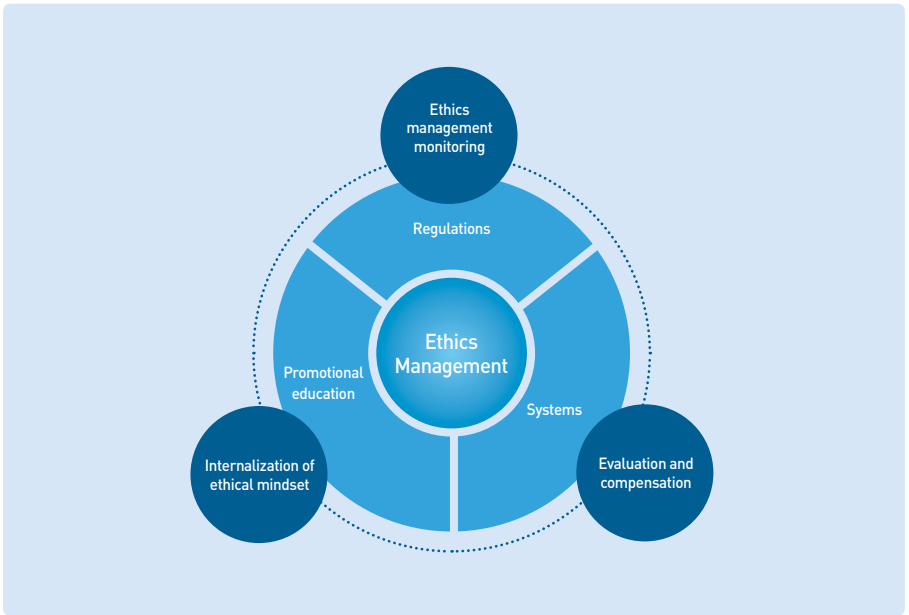 Ethics
management
monitoring
Regulations
Ethics
Management
Promotional
education
Systems
Internalization of
ethical mindset
Evaluation and
compensation